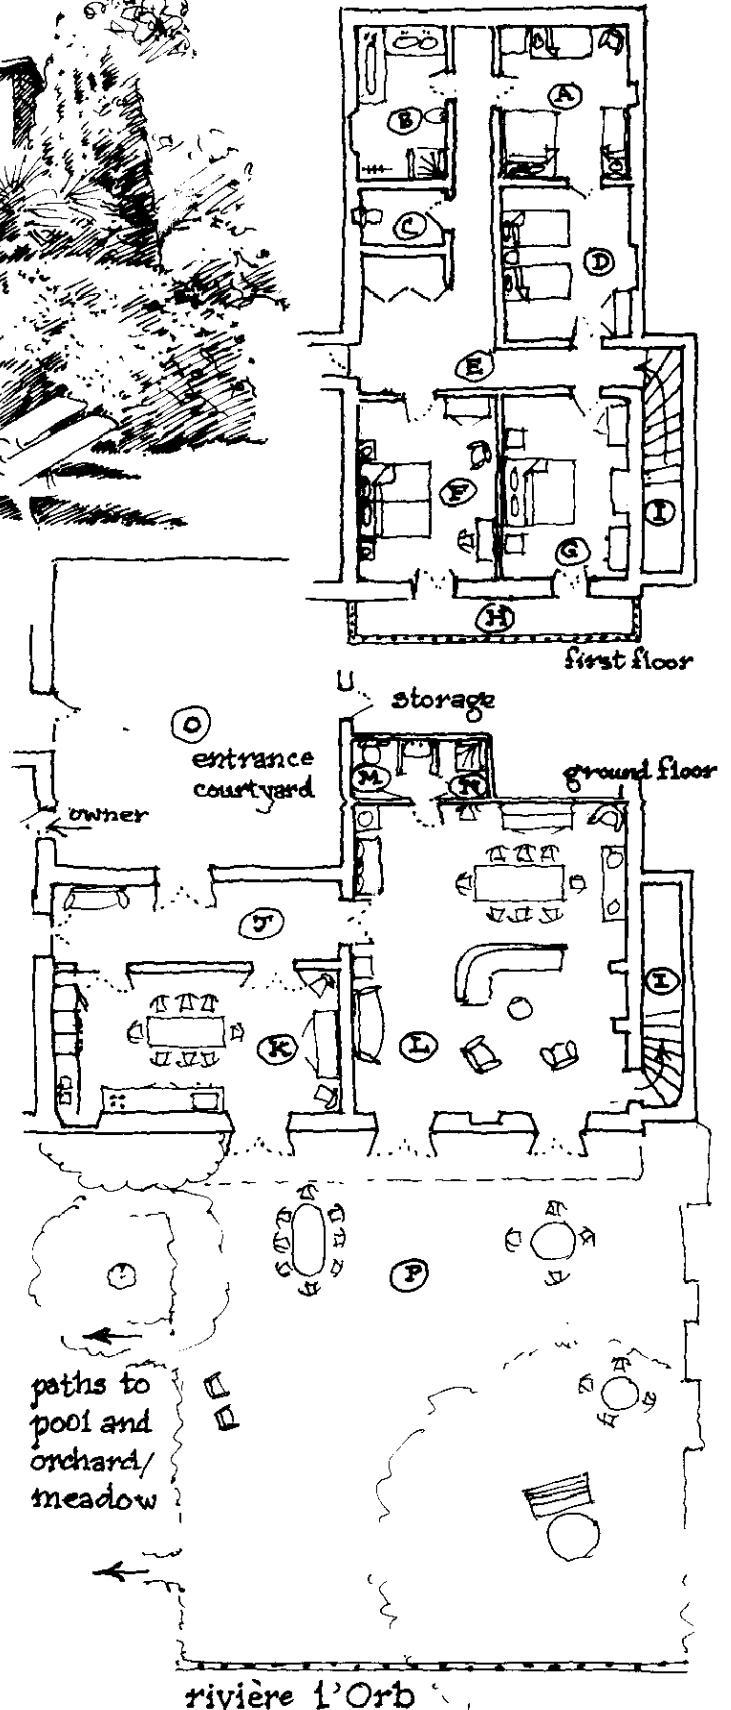 A
B
C
D
E
F
G
I
H
first floor
storage
O
entrance
courtyard
M
N
ground floor
owner
J
I
K
L
P
paths to
pool and
orchard/
meadow
rivière l'Orb